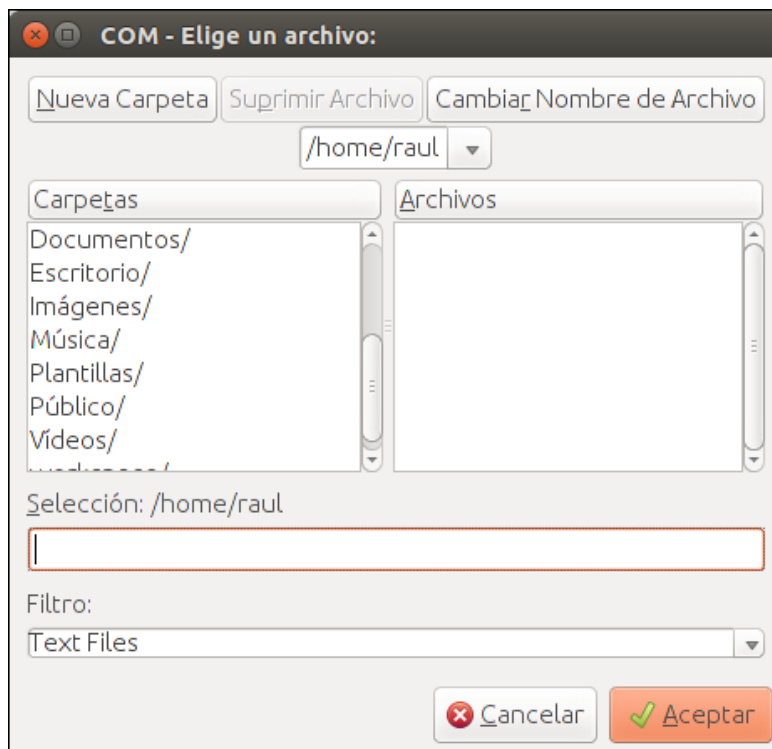 COM - Elige un archivo:
Nueva Carpeta Suprimir Archivo Cambiar Nombre de Archivo
/home/raul
Carpetas Archivos
Documentos/
Escritorio/
Imágenes/
Música/
Plantillas/
Público/
Vídeos/
Selección: /home/raul
Filtro:
Text Files
Cancelar Aceptar